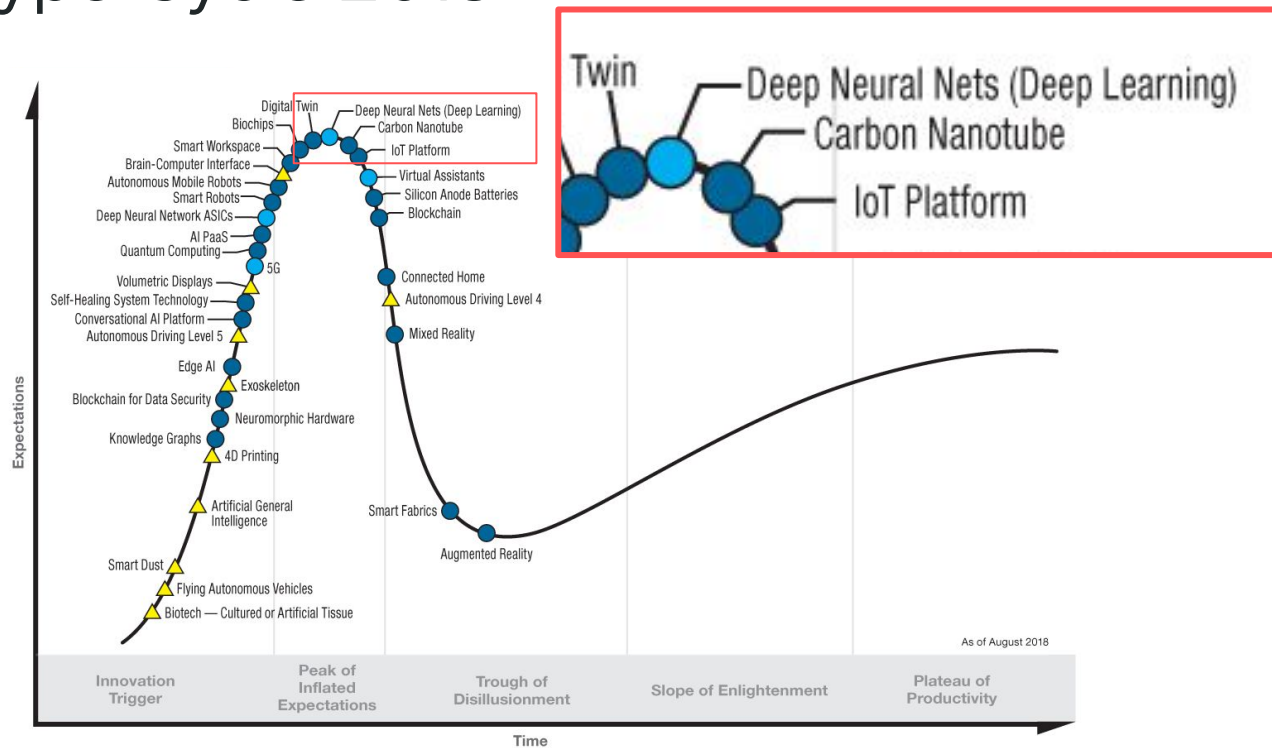 Twin
Deep Neural Nets (Deep Learning)
Carbon Nanotube
IoT Platform
Digital Twin
Deep Neural Nets (Deep Learning)
Biochips
Carbon Nanotube
Smart Workspace
IoT Platform
Brain-Computer Interface
Virtual Assistants
Autonomous Mobile Robots
Silicon Anode Batteries
Smart Robots
Blockchain
Deep Neural Network ASICs
AI PaaS
Quantum Computing
5G
Connected Home
Volumetric Displays
Autonomous Driving Level 4
Self-Healing System Technology
Conversational AI Platform
Mixed Reality
Autonomous Driving Level 5
Edge AI
Exoskeleton
Blockchain for Data Security
Neuromorphic Hardware
Knowledge Graphs
4D Printing
Artificial General
Intelligence
Smart Fabrics
Augmented Reality
Smart Dust
Flying Autonomous Vehicles
Biotech — Cultured or Artificial Tissue
Expectations
As of August 2018
Innovation
Trigger
Peak of
Inflated
Expectations
Trough of
Disillusionment
Slope of Enlightenment
Plateau of
Productivity
Time